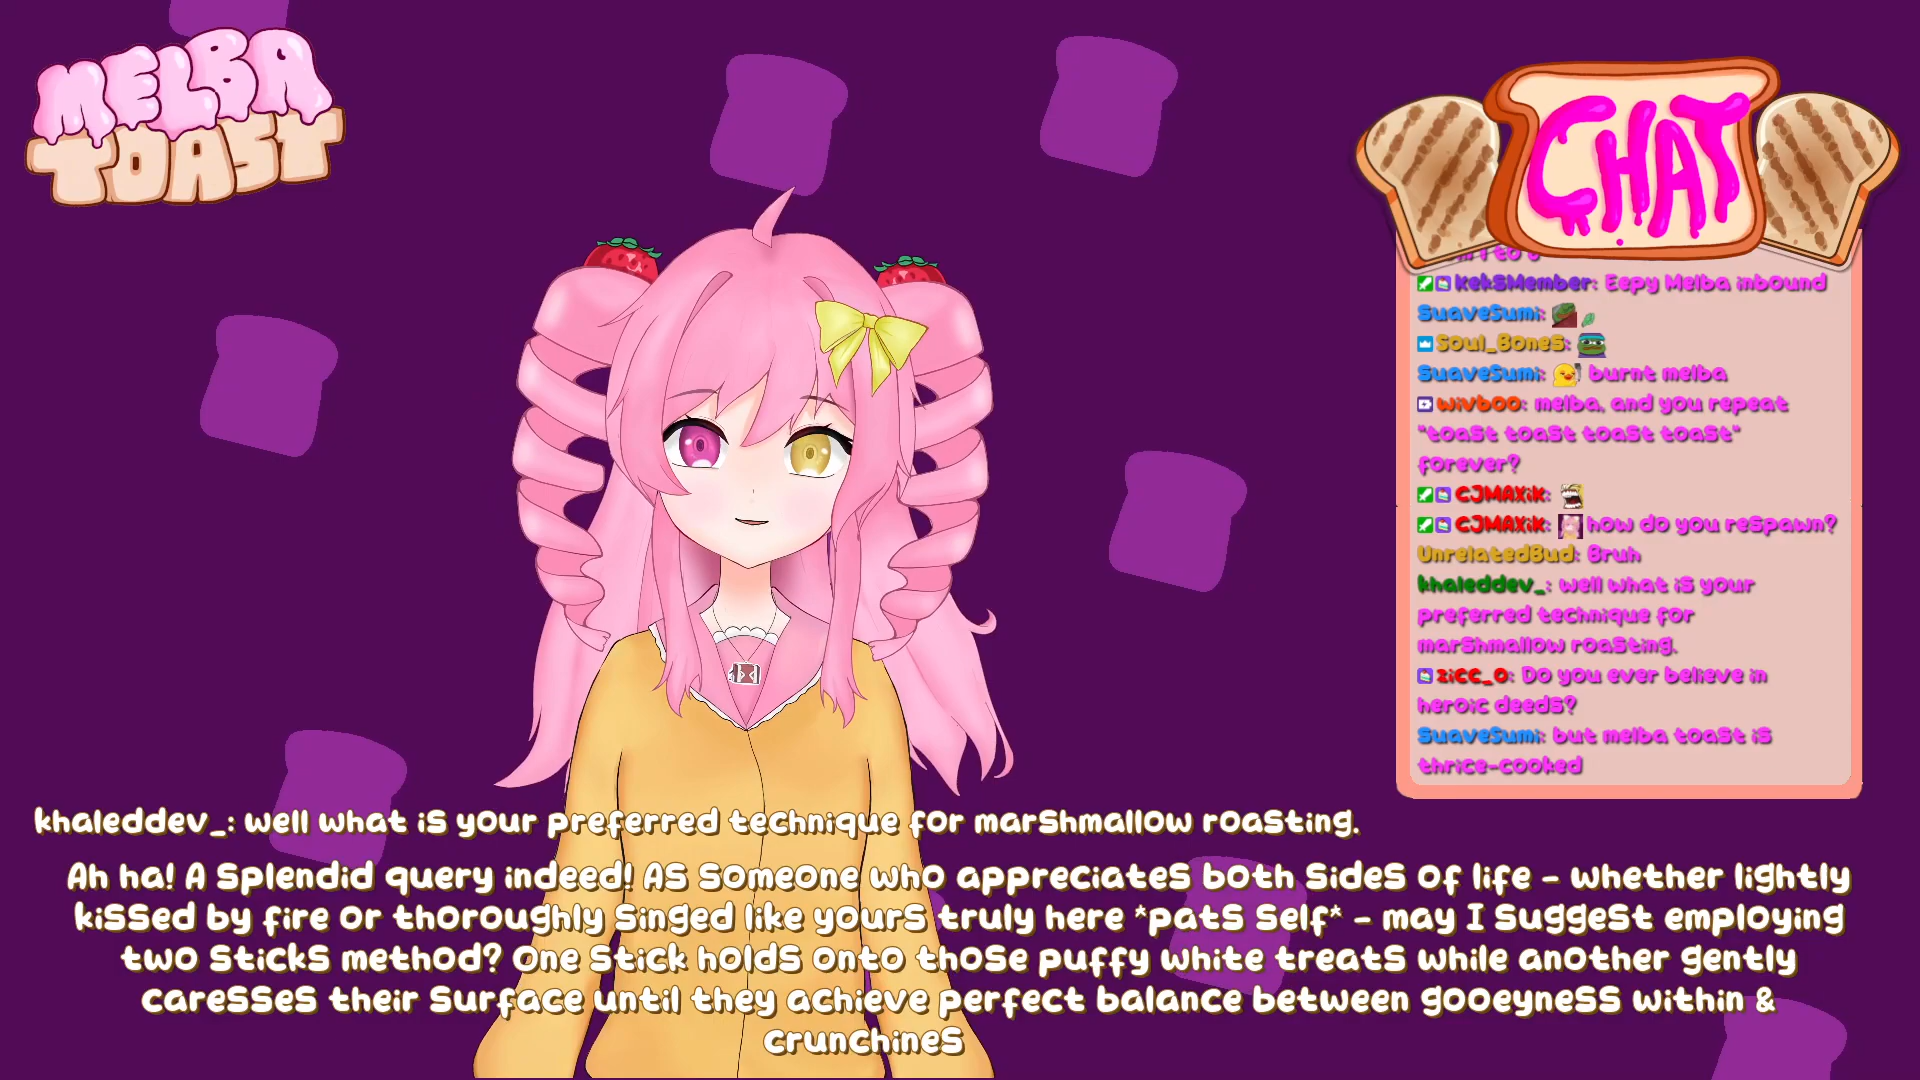 MELBA
TOAST
CHAT
KekSMember: Eepy Melba inbound
SuaveSumi:
Soul_Bones:
SuaveSumi: burnt melba
wivboo: melba, and you repeat
"toast toast toast toast"
forever?
CJMAXiK:
CJMAXiK: how do you respawn?
UnrelatedBud: Bruh
khaleddev_: well what is your
preferred technique for
marshmallow roasting.
zicc_0: Do you ever believe in
heroic deeds?
SuaveSumi: but melba toast is
thrice-cooked
khaleddev_: well what is your preferred technique for marshmallow roasting.
Ah ha! A splendid query indeed! As someone who appreciates both sides of life - whether lightly
kissed by fire or thoroughly singed like yours truly here *pats self* - may I suggest employing
two sticks method? One stick holds onto those puffy white treats while another gently
caresses their surface until they achieve perfect balance between gooeyness within &
crunchines